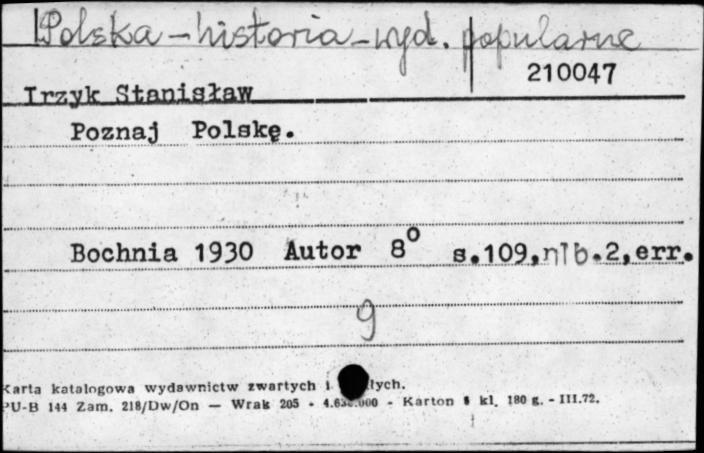 Polska - historia - wyd. popularne
210047
Irzyk Stanisław
Poznaj Polskę.
Bochnia 1930 Autor 8° s.109,nlb.2,err.
9
Karta katalogowa wydawnictw zwartych i
PU-B 144 Zam. 218/Dw/On — Wrak 205 - - Karton kl. 180 g. - III.72.